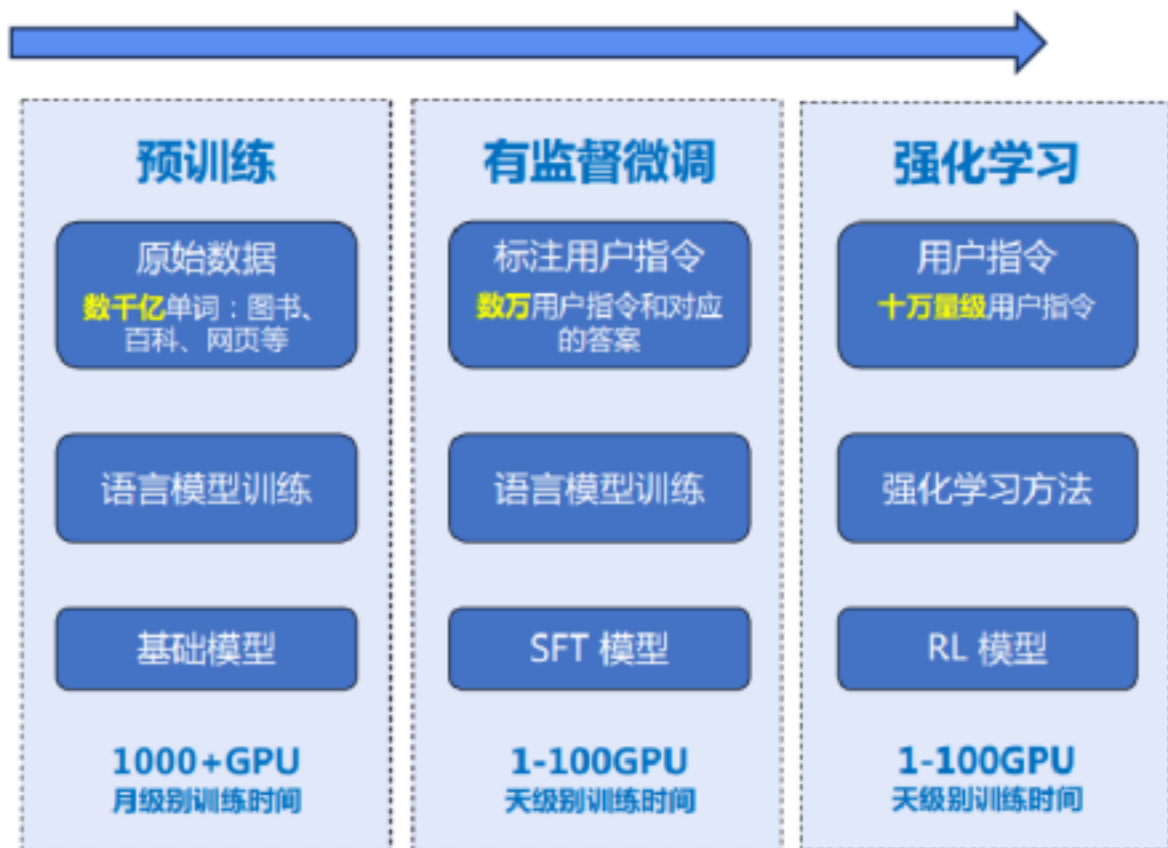 预训练
原始数据
数千亿单词：图书、
百科、网页等
语言模型训练
基础模型
1000+GPU
月级别训练时间
有监督微调
标注用户指令
数万用户指令和对应
的答案
语言模型训练
SFT 模型
1-100GPU
天级别训练时间
强化学习
用户指令
十万量级用户指令
强化学习方法
RL 模型
1-100GPU
天级别训练时间